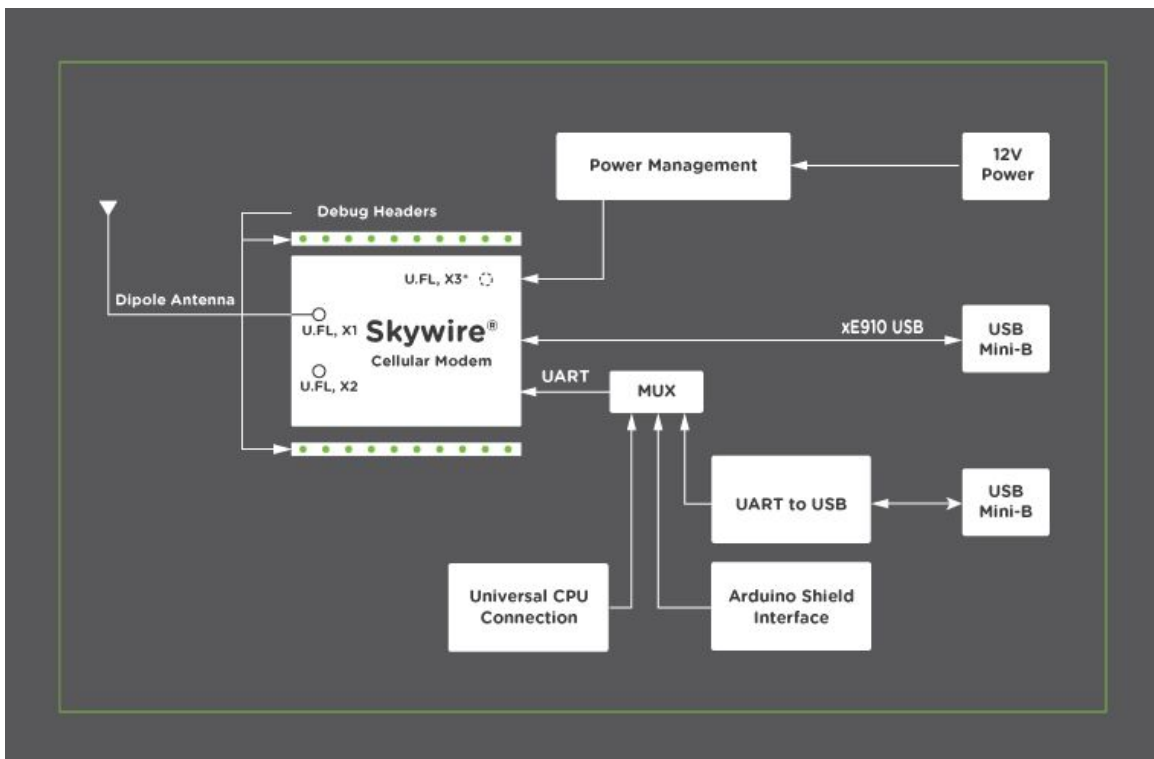 12V
Power
Power Management
Debug Headers
U.FL, X3*
Dipole Antenna
U.FL, X1
Skywire®
Cellular Modem
U.FL, X2
xE910 USB
USB
Mini-B
UART
MUX
UART to USB
USB
Mini-B
Universal CPU
Connection
Arduino Shield
Interface